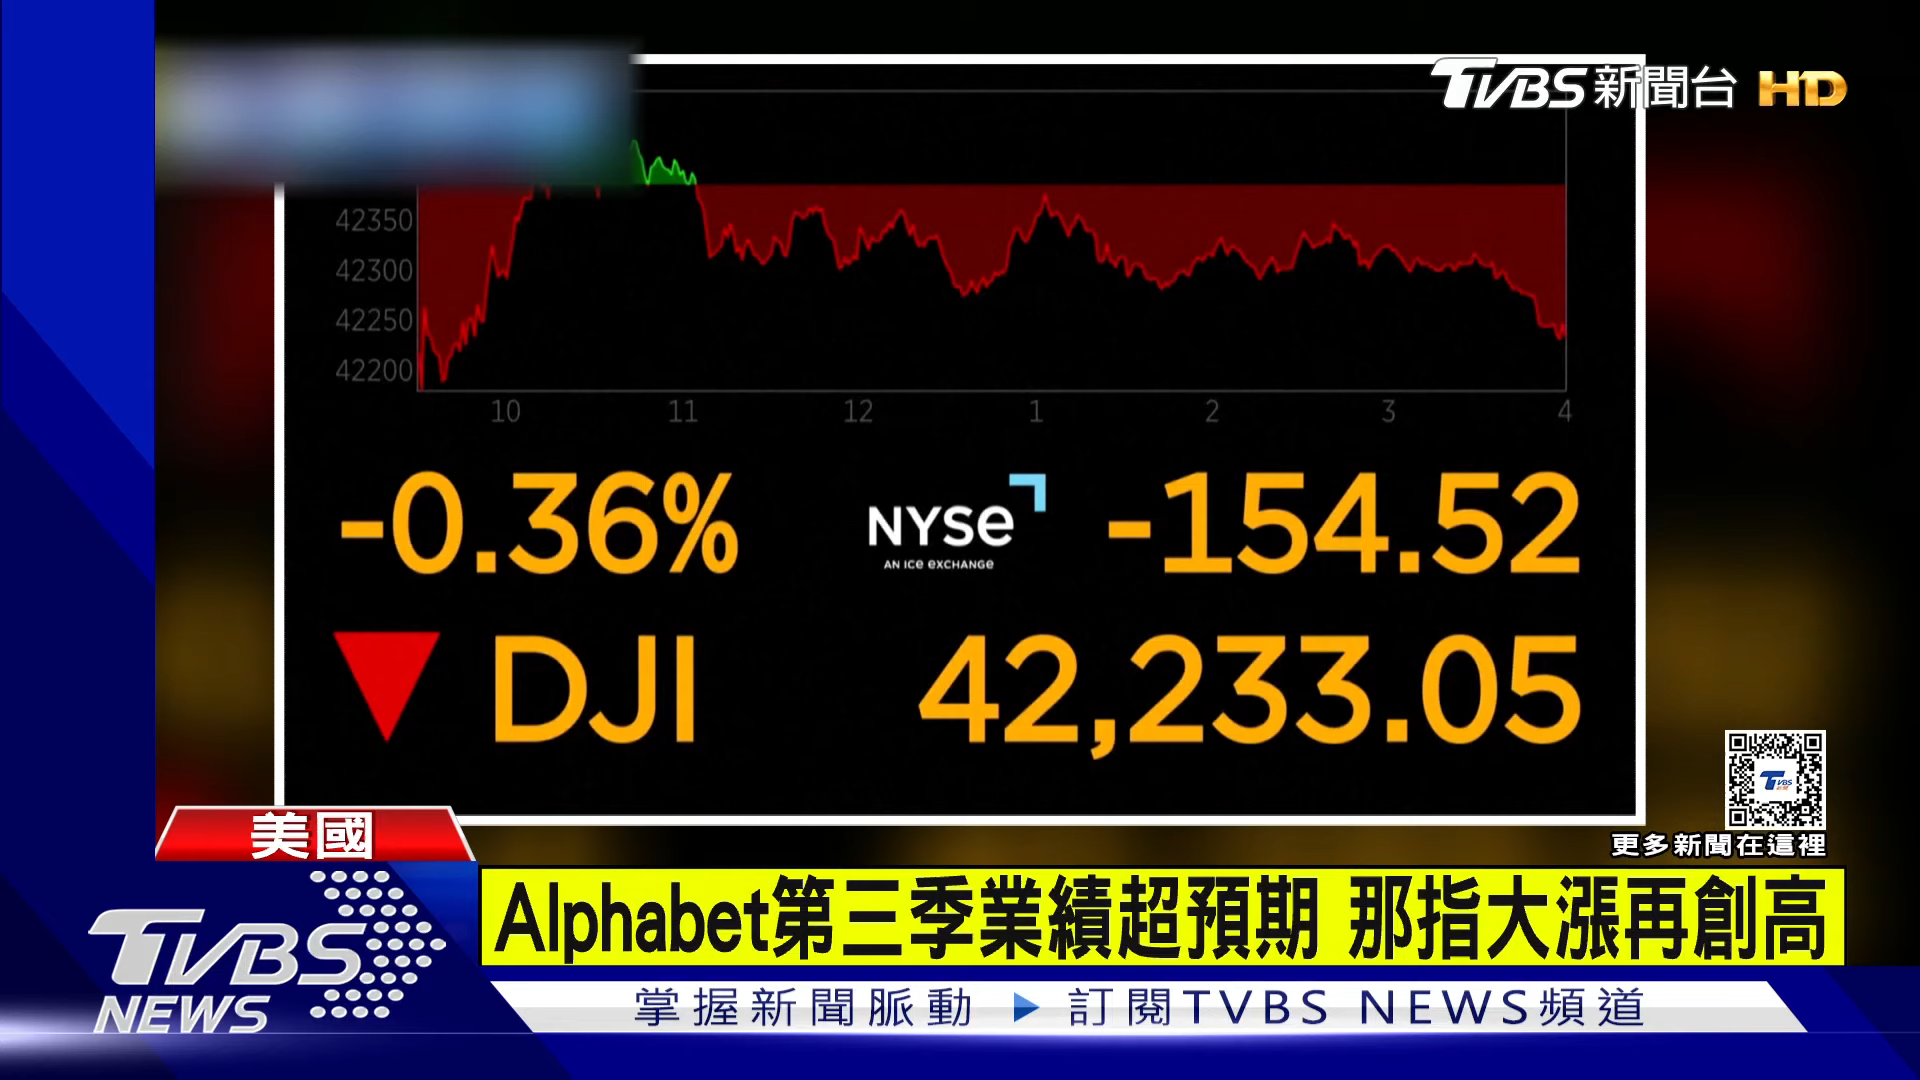 TVBS新聞台 HD
42350
42300
42250
42200
10 11 12 1 2 3 4
-0.36% NYSE -154.52
AN ICE EXCHANGE
DJI 42,233.05
TVBS
新聞
更多新聞在這裡
美國
Alphabet第三季業績超預期 那指大漲再創高
TVBS
NEWS
掌握新聞脈動 ▶ 訂閱TVBS NEWS頻道